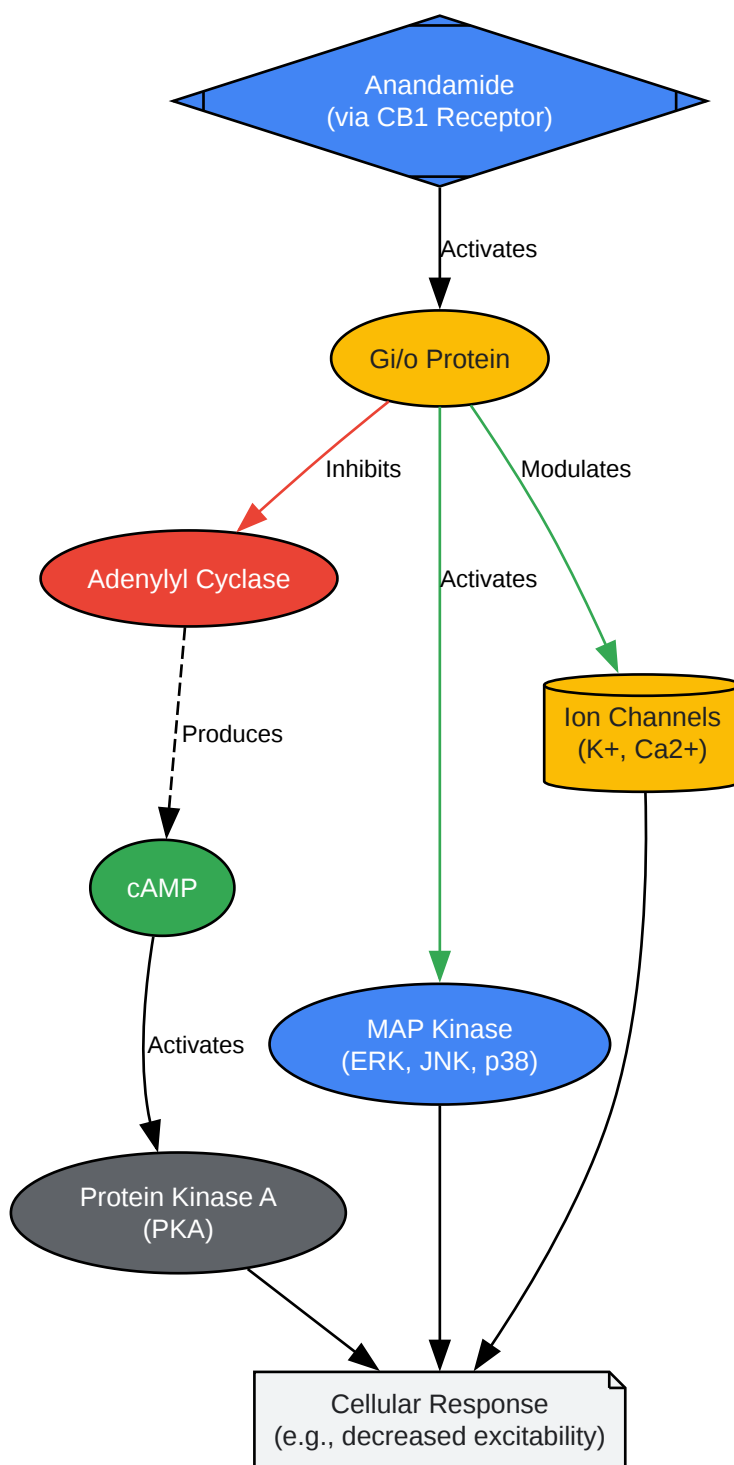 Anandamide
(via CB1 Receptor)
Activates
Gi/o Protein
Inhibits
Modulates
Adenylyl Cyclase
Activates
Ion Channels
(K+, Ca2+)
Produces
cAMP
MAP Kinase
(ERK, JNK, p38)
Activates
Protein Kinase A
(PKA)
Cellular Response
(e.g., decreased excitability)